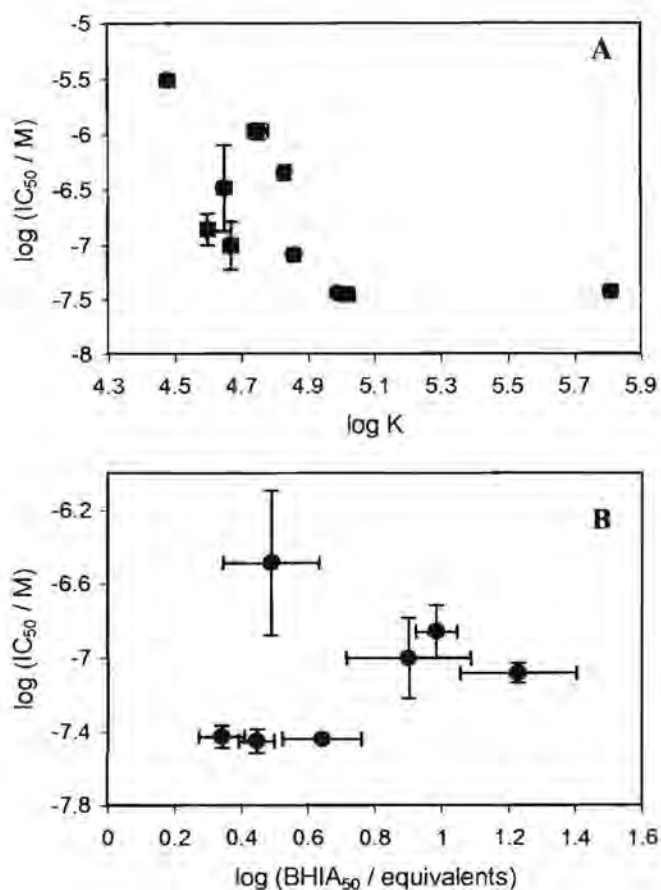 A
-5
-5.5
-6
-6.5
-7
-7.5
-8
log (IC50 / M)
4.3 4.5 4.7 4.9 5.1 5.3 5.5 5.7 5.9
log K
B
-6.2
-6.6
-7
-7.4
-7.8
log (IC50 / M)
0 0.2 0.4 0.6 0.8 1 1.2 1.4 1.6
log (BHIA50 / equivalents)